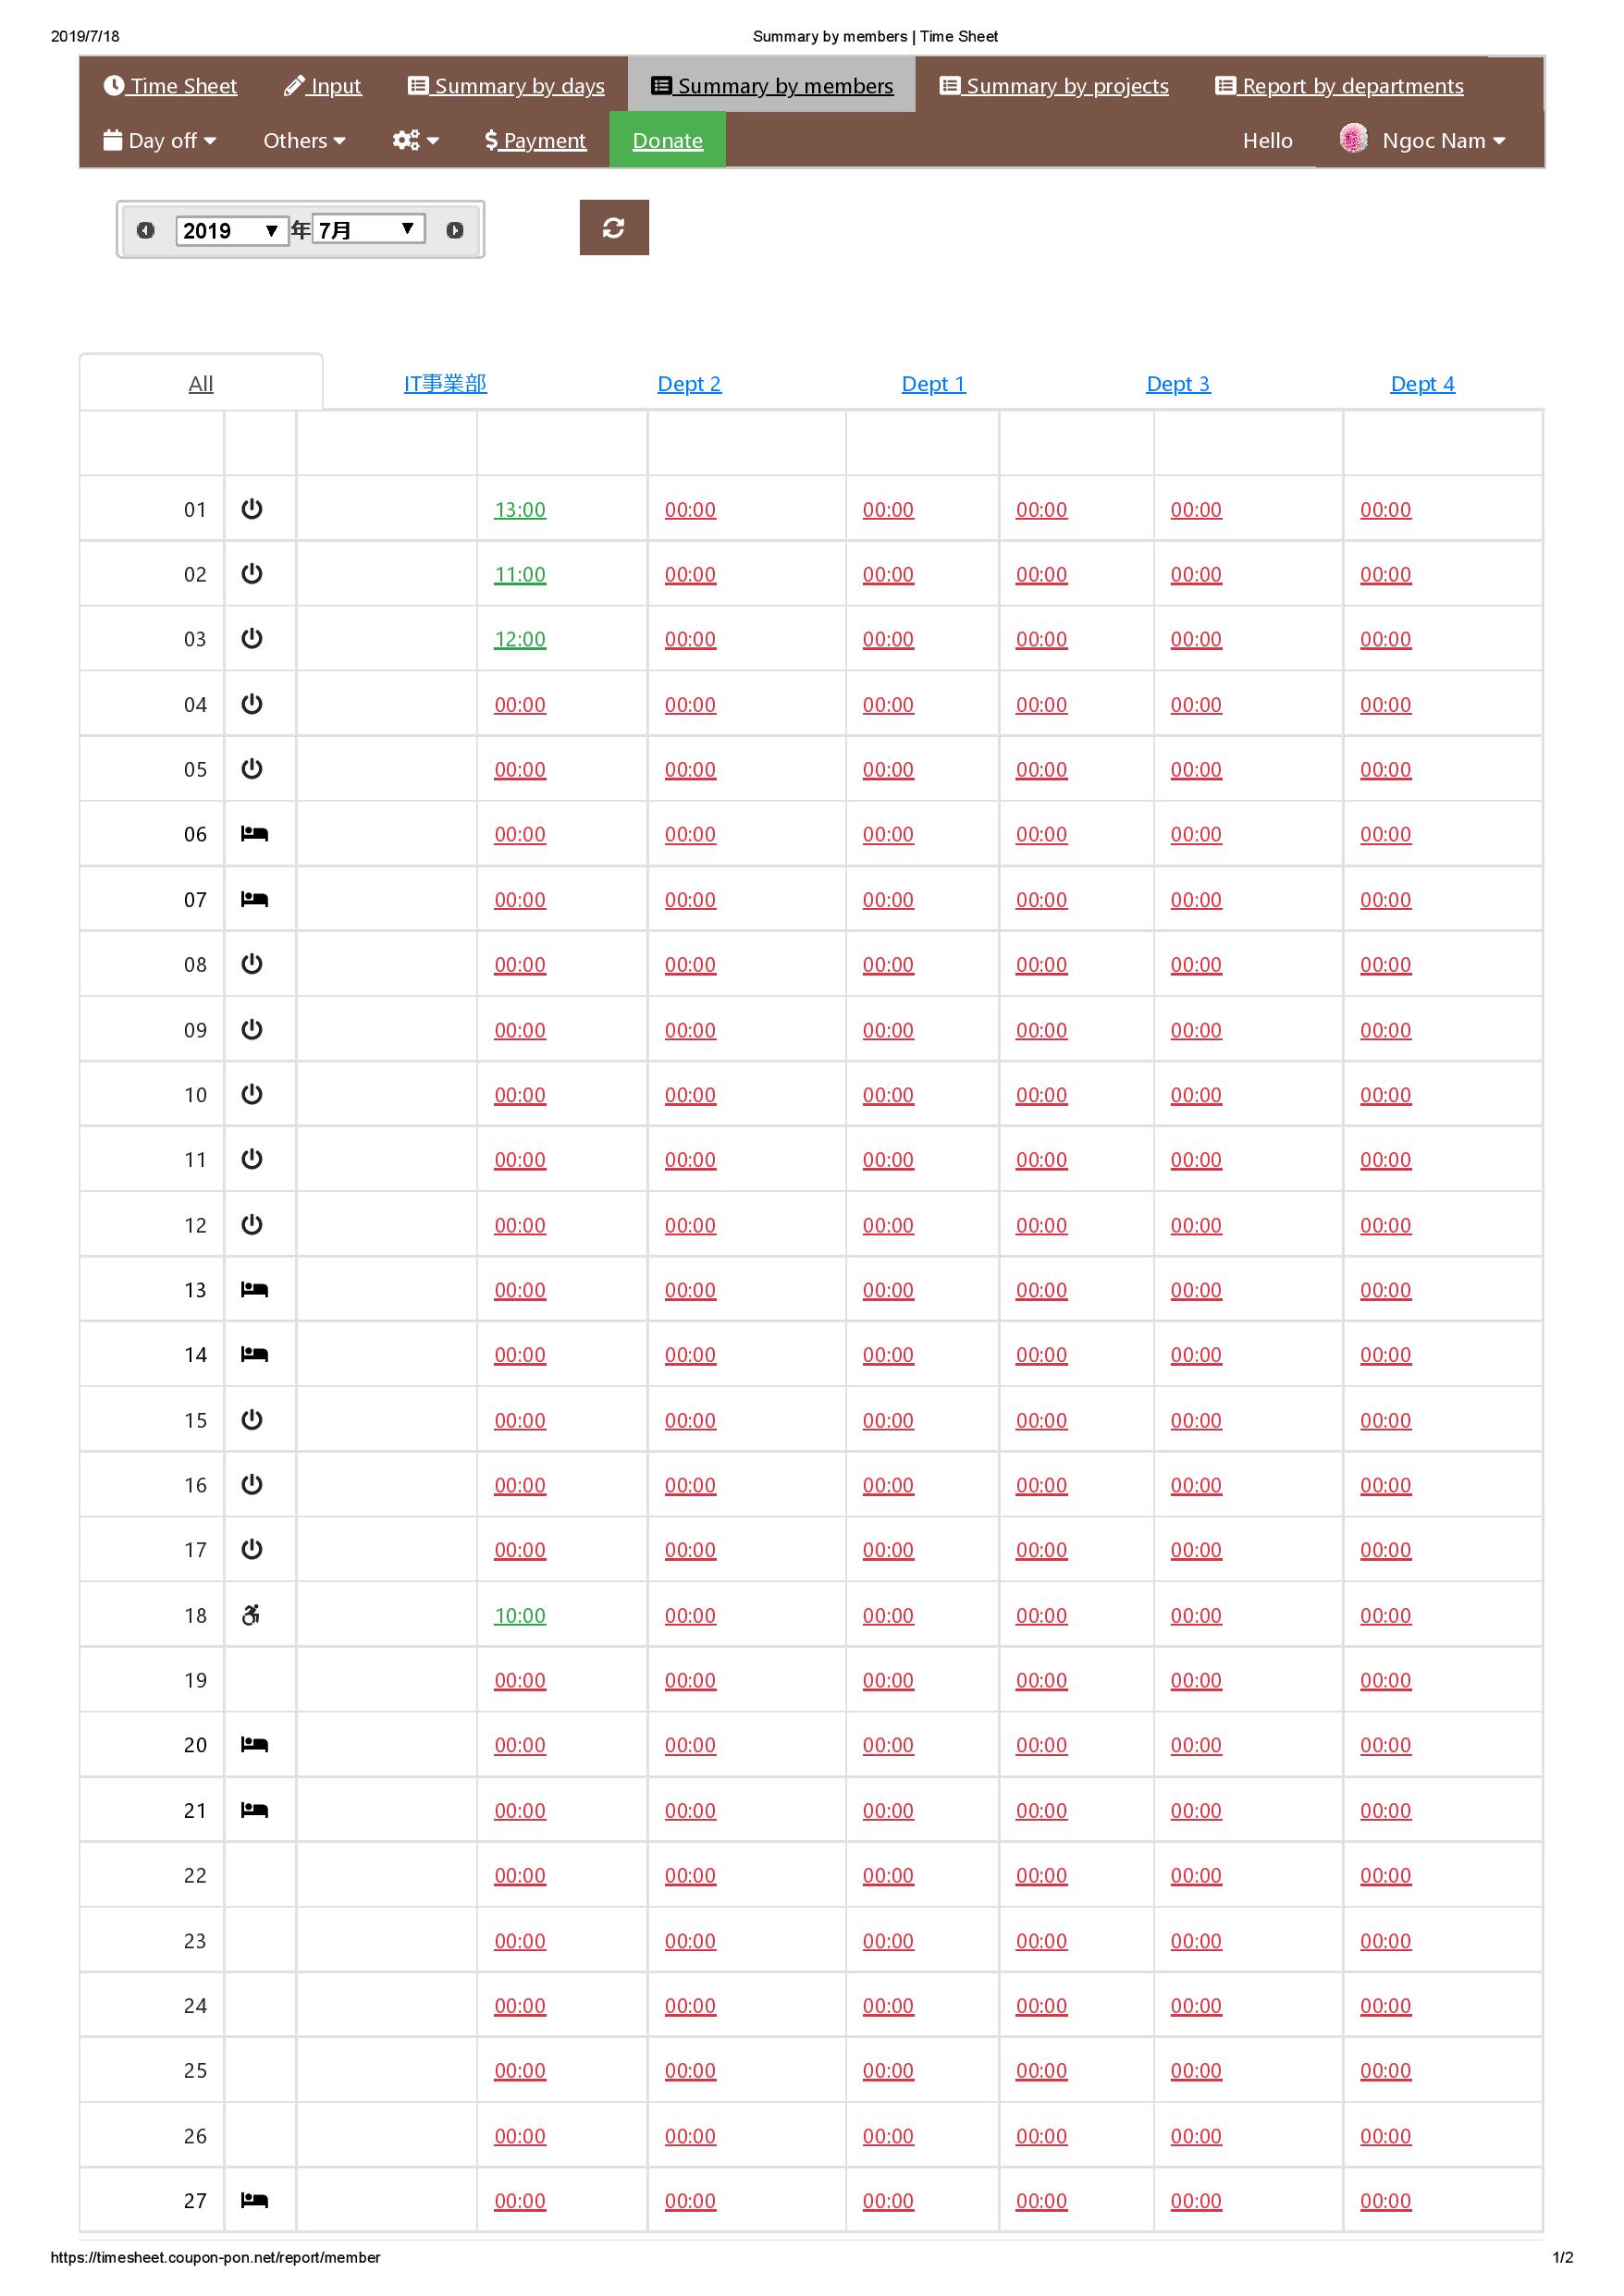 2019/7/18 Summary by members | Time Sheet
Time Sheet Input Summary by days Summary by members Summary by projects Report by departments
Day off Others Payment Donate Hello Ngoc Nam
2019 年 7月
All IT事業部 Dept 2 Dept 1 Dept 3 Dept 4
01 13:00 00:00 00:00 00:00 00:00 00:00
02 11:00 00:00 00:00 00:00 00:00 00:00
03 12:00 00:00 00:00 00:00 00:00 00:00
04 00:00 00:00 00:00 00:00 00:00 00:00
05 00:00 00:00 00:00 00:00 00:00 00:00
06 00:00 00:00 00:00 00:00 00:00 00:00
07 00:00 00:00 00:00 00:00 00:00 00:00
08 00:00 00:00 00:00 00:00 00:00 00:00
09 00:00 00:00 00:00 00:00 00:00 00:00
10 00:00 00:00 00:00 00:00 00:00 00:00
11 00:00 00:00 00:00 00:00 00:00 00:00
12 00:00 00:00 00:00 00:00 00:00 00:00
13 00:00 00:00 00:00 00:00 00:00 00:00
14 00:00 00:00 00:00 00:00 00:00 00:00
15 00:00 00:00 00:00 00:00 00:00 00:00
16 00:00 00:00 00:00 00:00 00:00 00:00
17 00:00 00:00 00:00 00:00 00:00 00:00
18 10:00 00:00 00:00 00:00 00:00 00:00
19 00:00 00:00 00:00 00:00 00:00 00:00
20 00:00 00:00 00:00 00:00 00:00 00:00
21 00:00 00:00 00:00 00:00 00:00 00:00
22 00:00 00:00 00:00 00:00 00:00 00:00
23 00:00 00:00 00:00 00:00 00:00 00:00
24 00:00 00:00 00:00 00:00 00:00 00:00
25 00:00 00:00 00:00 00:00 00:00 00:00
26 00:00 00:00 00:00 00:00 00:00 00:00
27 00:00 00:00 00:00 00:00 00:00 00:00
https://timesheet.coupon-pon.net/report/member 1/2